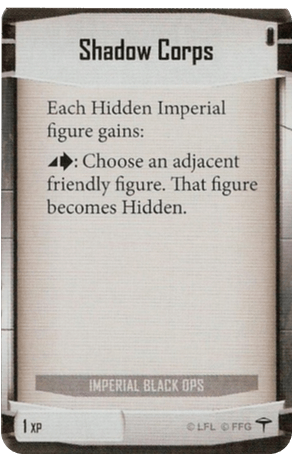 Shadow Corps
Each Hidden Imperial
figure gains:
: Choose an adjacent
friendly figure. That figure
becomes Hidden.
IMPERIAL BLACK OPS
1 XP
© LFL © FFG